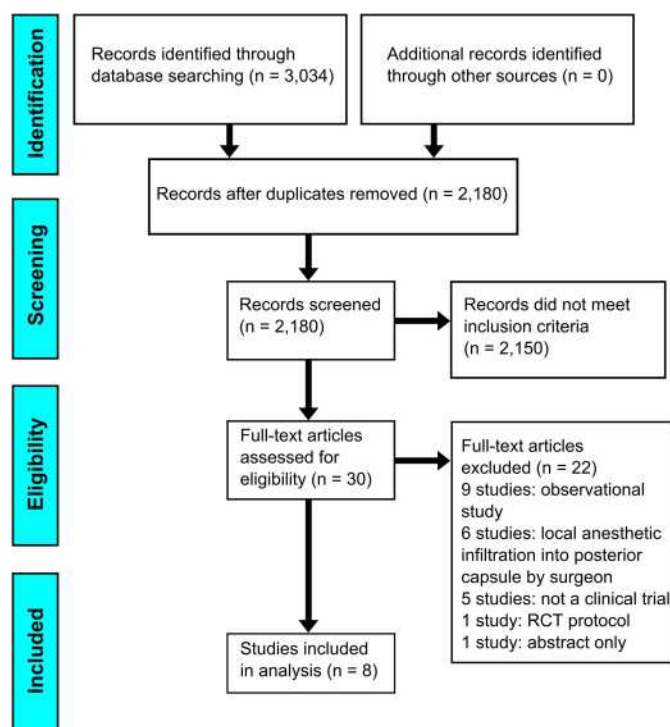 Identification
Records identified through
database searching (n = 3,034)
Additional records identified
through other sources (n = 0)
Records after duplicates removed (n = 2,180)
Screening
Records screened
(n = 2,180)
Records did not meet
inclusion criteria
(n = 2,150)
Eligibility
Full-text articles
assessed for
eligibility (n = 30)
Full-text articles
excluded (n = 22)
9 studies: observational
study
6 studies: local anesthetic
infiltration into posterior
capsule by surgeon
5 studies: not a clinical trial
1 study: RCT protocol
1 study: abstract only
Included
Studies included
in analysis (n = 8)